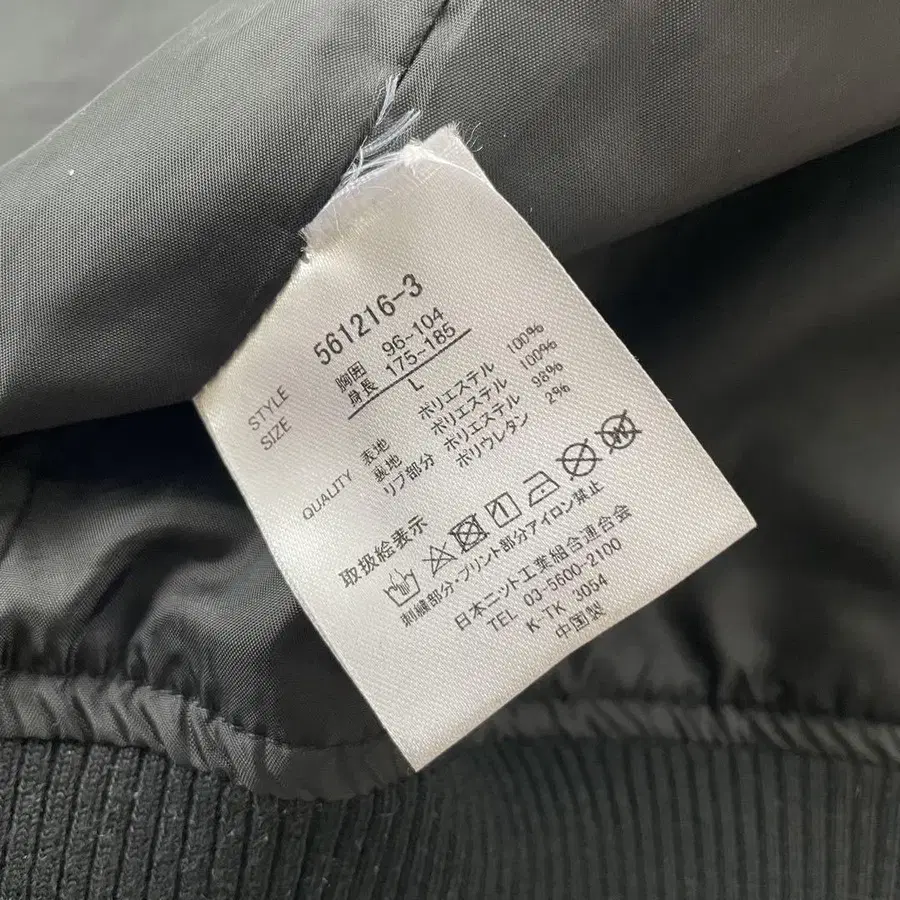 STYLE 561216-3
SIZE 胸囲 96~104
身長 175~185
L
QUALITY 表地 ポリエステル 100%
裏地 ポリエステル 100%
リブ部分 ポリエステル 98%
ポリウレタン 2%
取扱絵表示
刺繍部分・プリント部分アイロン禁止
日本ニット工業組合連合会
TEL 03-5600-2100
K-TK 3054
中国製